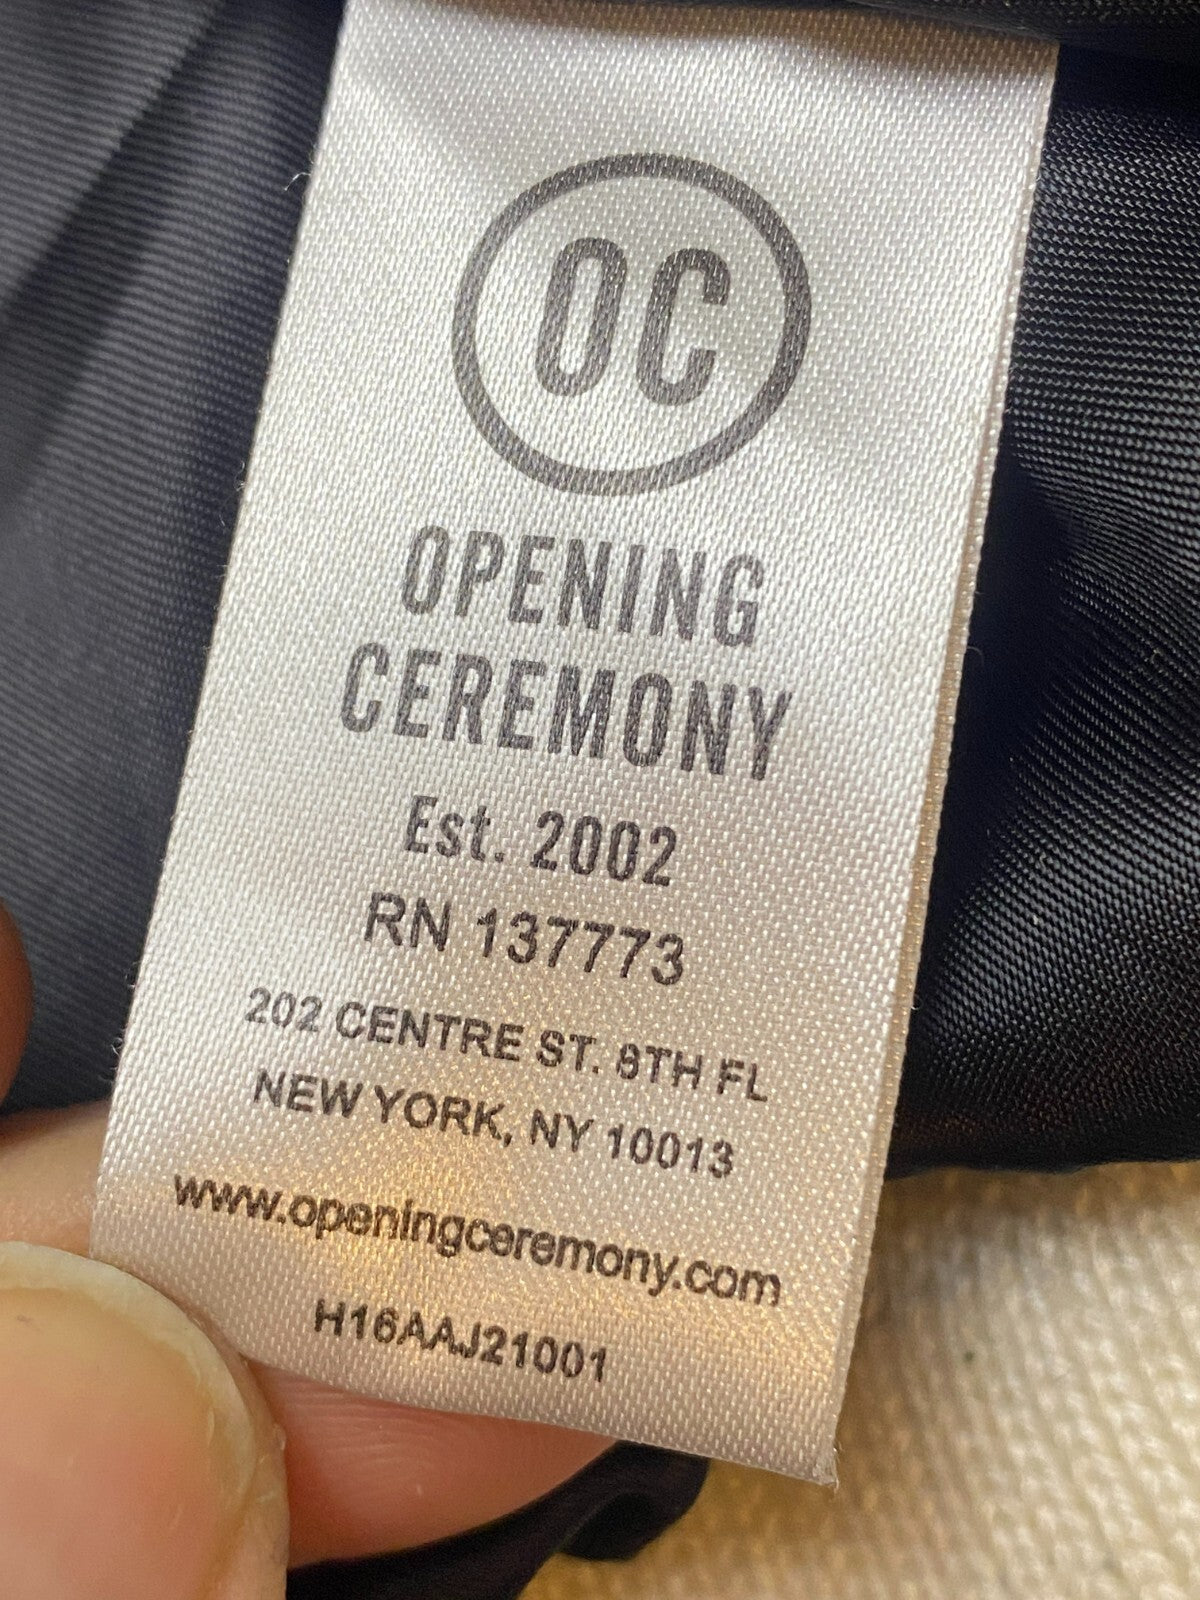 OC
OPENING
CEREMONY
Est. 2002
RN 137773
202 CENTRE ST. 8TH FL
NEW YORK, NY 10013
www.openingceremony.com
H16AAJ21001